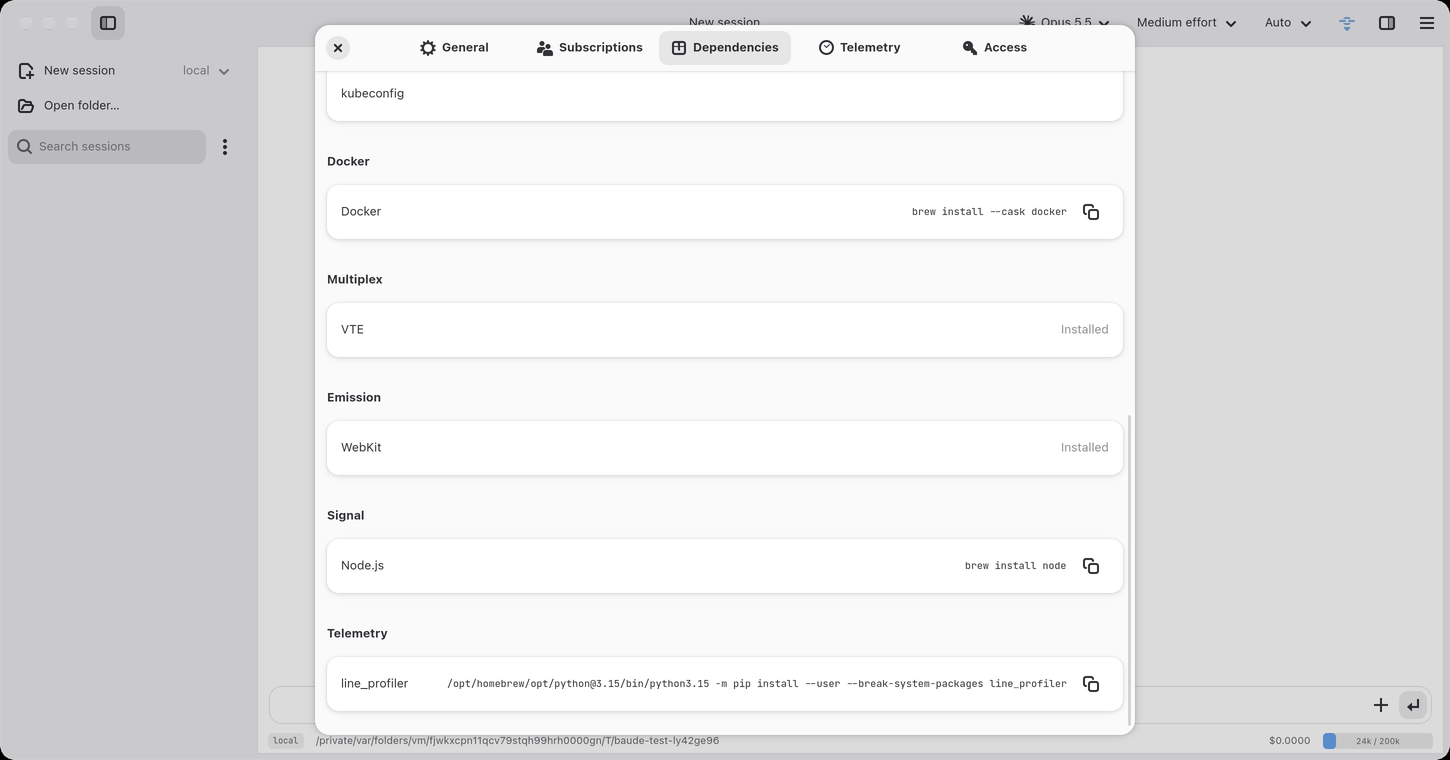 New session
Opus 5.5
Medium effort
Auto
General
Subscriptions
Dependencies
Telemetry
Access
New session
local
Open folder...
Search sessions
kubeconfig
Docker
Docker
brew install --cask docker
Multiplex
VTE
Installed
Emission
WebKit
Installed
Signal
Node.js
brew install node
Telemetry
line_profiler
/opt/homebrew/opt/python@3.15/bin/python3.15 -m pip install --user --break-system-packages line_profiler
local
/private/var/folders/vm/fjwkxcpn11qcv79stqh99hrh0000gn/T/baude-test-ly42ge96
$0.0000
24k / 200k